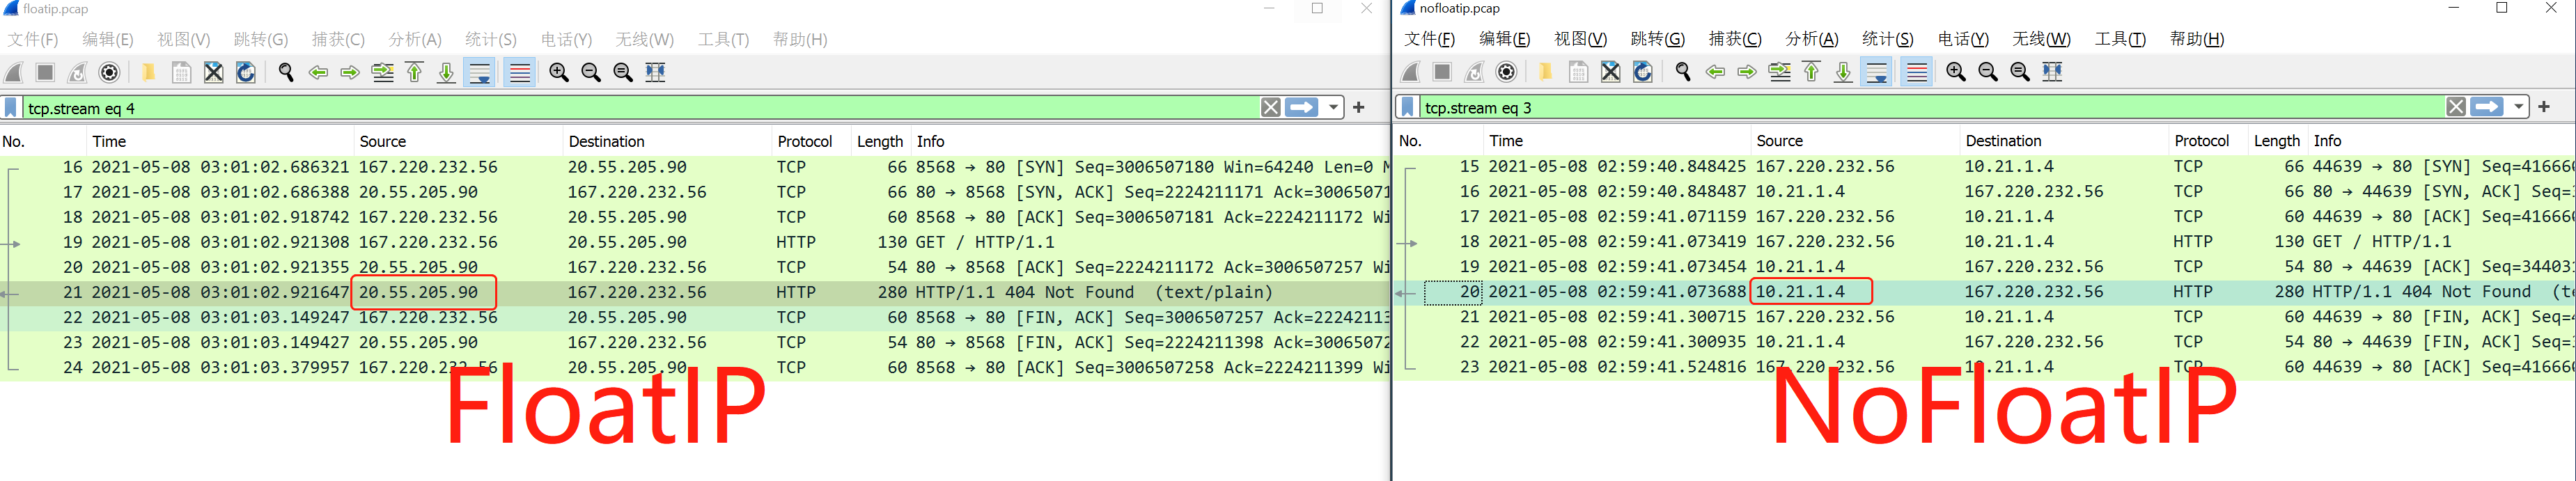 floatip.pcap
文件(F) 编辑(E) 视图(V) 跳转(G) 捕获(C) 分析(A) 统计(S) 电话(Y) 无线(W) 工具(T) 帮助(H)
tcp.stream eq 4
No. Time Source Destination Protocol Length Info
16 2021-05-08 03:01:02.686321 167.220.232.56 20.55.205.90 TCP 66 8568 → 80 [SYN] Seq=3006507180 Win=64240 Len=0 M
17 2021-05-08 03:01:02.686388 20.55.205.90 167.220.232.56 TCP 66 80 → 8568 [SYN, ACK] Seq=2224211171 Ack=30065071
18 2021-05-08 03:01:02.918742 167.220.232.56 20.55.205.90 TCP 60 8568 → 80 [ACK] Seq=3006507181 Ack=2224211172 Wi
19 2021-05-08 03:01:02.921308 167.220.232.56 20.55.205.90 HTTP 130 GET / HTTP/1.1
20 2021-05-08 03:01:02.921355 20.55.205.90 167.220.232.56 TCP 54 80 → 8568 [ACK] Seq=2224211172 Ack=3006507257 Wi
21 2021-05-08 03:01:02.921647 20.55.205.90 167.220.232.56 HTTP 280 HTTP/1.1 404 Not Found (text/plain)
22 2021-05-08 03:01:03.149247 167.220.232.56 20.55.205.90 TCP 60 8568 → 80 [FIN, ACK] Seq=3006507257 Ack=22242113
23 2021-05-08 03:01:03.149427 20.55.205.90 167.220.232.56 TCP 54 80 → 8568 [FIN, ACK] Seq=2224211398 Ack=30065072
24 2021-05-08 03:01:03.379957 167.220.232.56 20.55.205.90 TCP 60 8568 → 80 [ACK] Seq=3006507258 Ack=2224211399 Wi
FloatIP
nofloatip.pcap
文件(F) 编辑(E) 视图(V) 跳转(G) 捕获(C) 分析(A) 统计(S) 电话(Y) 无线(W) 工具(T) 帮助(H)
tcp.stream eq 3
No. Time Source Destination Protocol Length Info
15 2021-05-08 02:59:40.848425 167.220.232.56 10.21.1.4 TCP 66 44639 → 80 [SYN] Seq=416666
16 2021-05-08 02:59:40.848487 10.21.1.4 167.220.232.56 TCP 66 80 → 44639 [SYN, ACK] Seq=
17 2021-05-08 02:59:41.071159 167.220.232.56 10.21.1.4 TCP 60 44639 → 80 [ACK] Seq=416666
18 2021-05-08 02:59:41.073419 167.220.232.56 10.21.1.4 HTTP 130 GET / HTTP/1.1
19 2021-05-08 02:59:41.073454 10.21.1.4 167.220.232.56 TCP 54 80 → 44639 [ACK] Seq=344031
20 2021-05-08 02:59:41.073688 10.21.1.4 167.220.232.56 HTTP 280 HTTP/1.1 404 Not Found (te
21 2021-05-08 02:59:41.300715 167.220.232.56 10.21.1.4 TCP 60 44639 → 80 [FIN, ACK] Seq=4
22 2021-05-08 02:59:41.300935 10.21.1.4 167.220.232.56 TCP 54 80 → 44639 [FIN, ACK] Seq=
23 2021-05-08 02:59:41.524816 167.220.232.56 10.21.1.4 TCP 60 44639 → 80 [ACK] Seq=416666
NoFloatIP